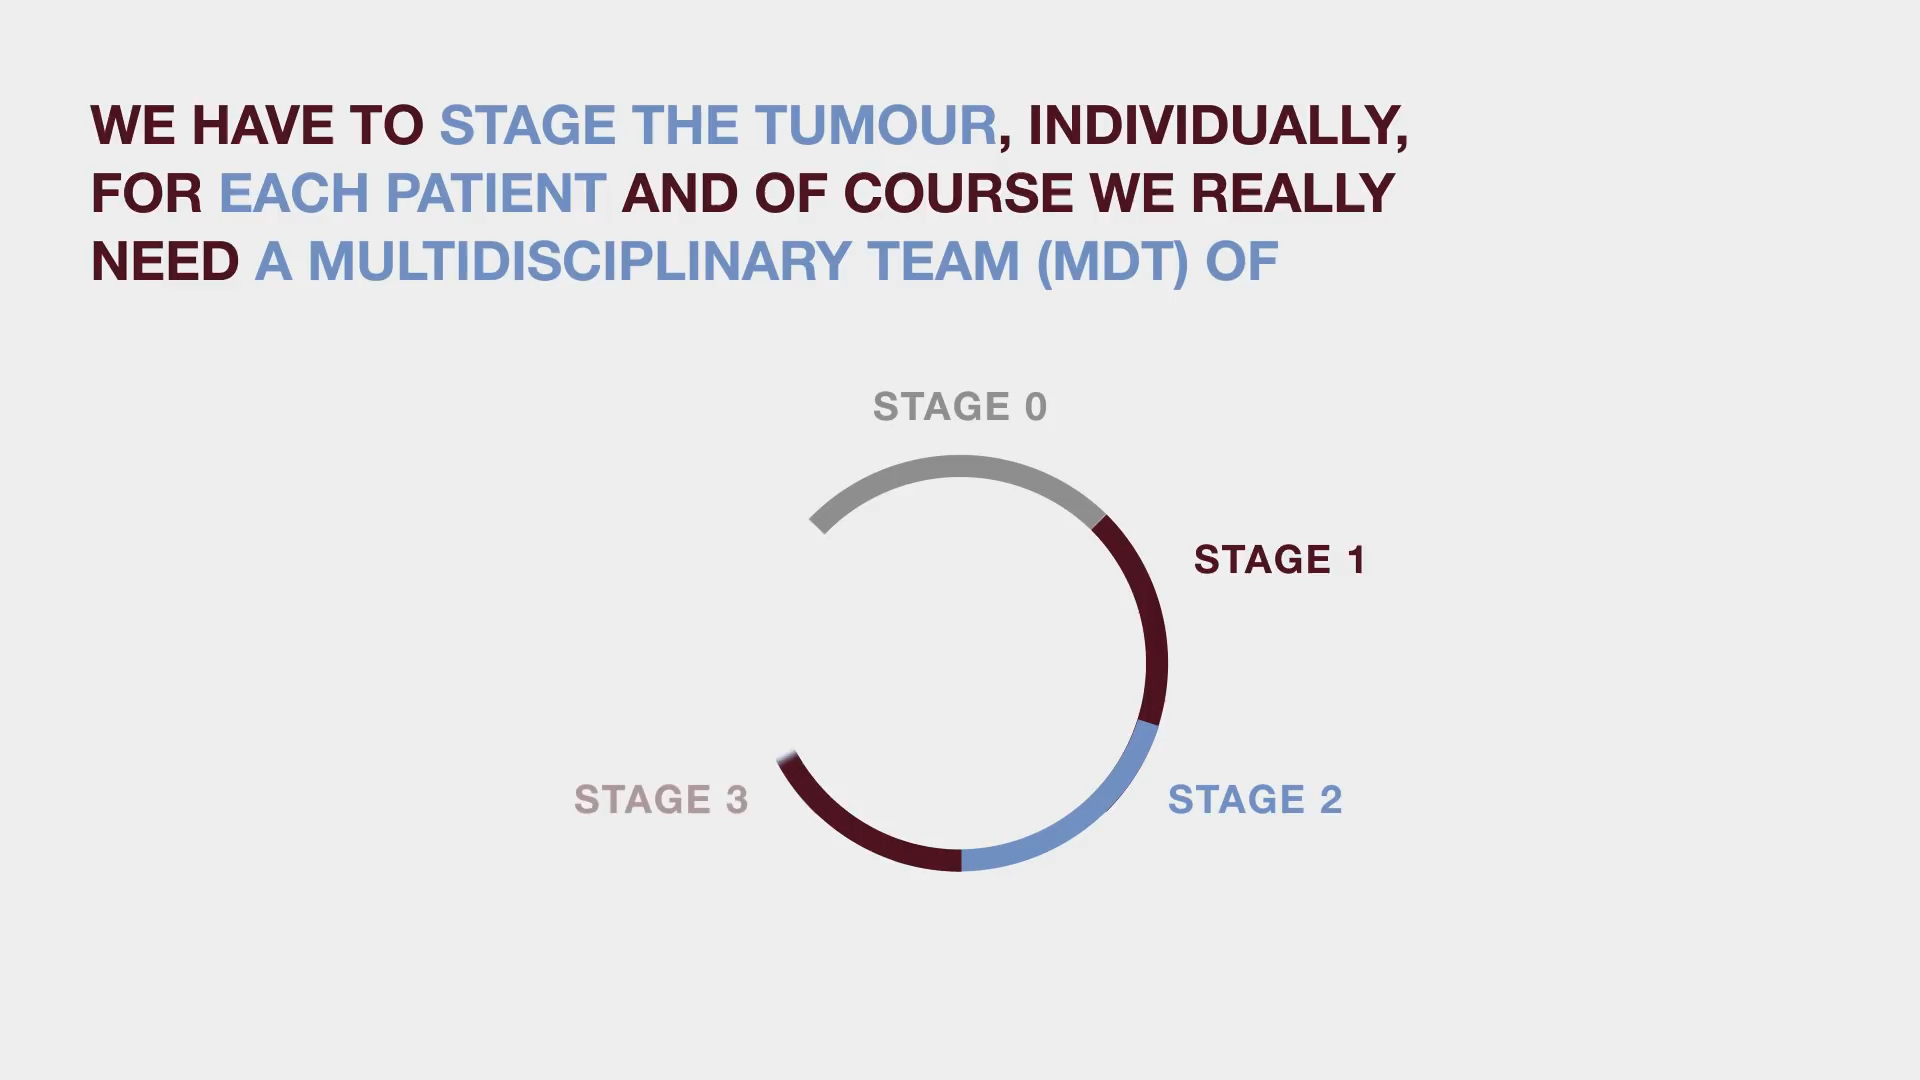 WE HAVE TO STAGE THE TUMOUR, INDIVIDUALLY,
FOR EACH PATIENT AND OF COURSE WE REALLY
NEED A MULTIDISCIPLINARY TEAM (MDT) OF
STAGE 0
STAGE 1
STAGE 3
STAGE 2